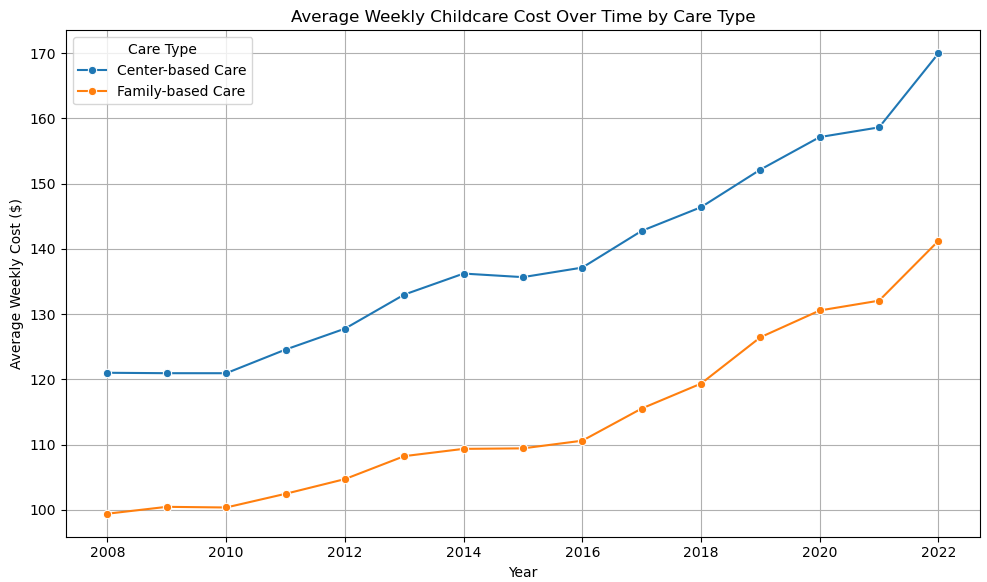 Average Weekly Childcare Cost Over Time by Care Type
Care Type
Center-based Care
Family-based Care
Average Weekly Cost ($)
170
160
150
140
130
120
110
100
2008 2010 2012 2014 2016 2018 2020 2022
Year